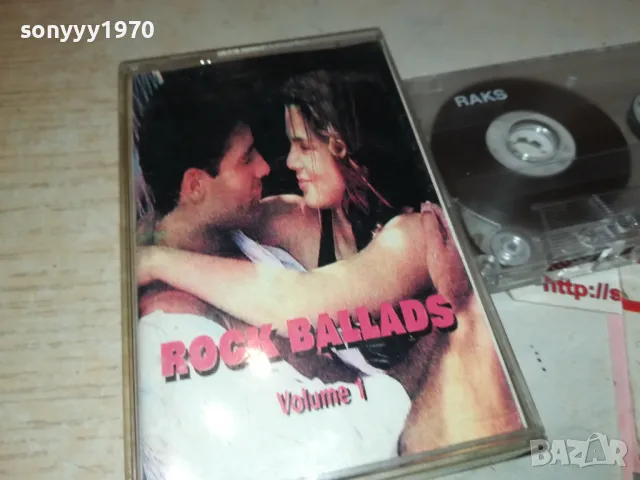 sonyyy1970
RAKS
http://s
ROCK BALLADS
Volume 1
BAZAR